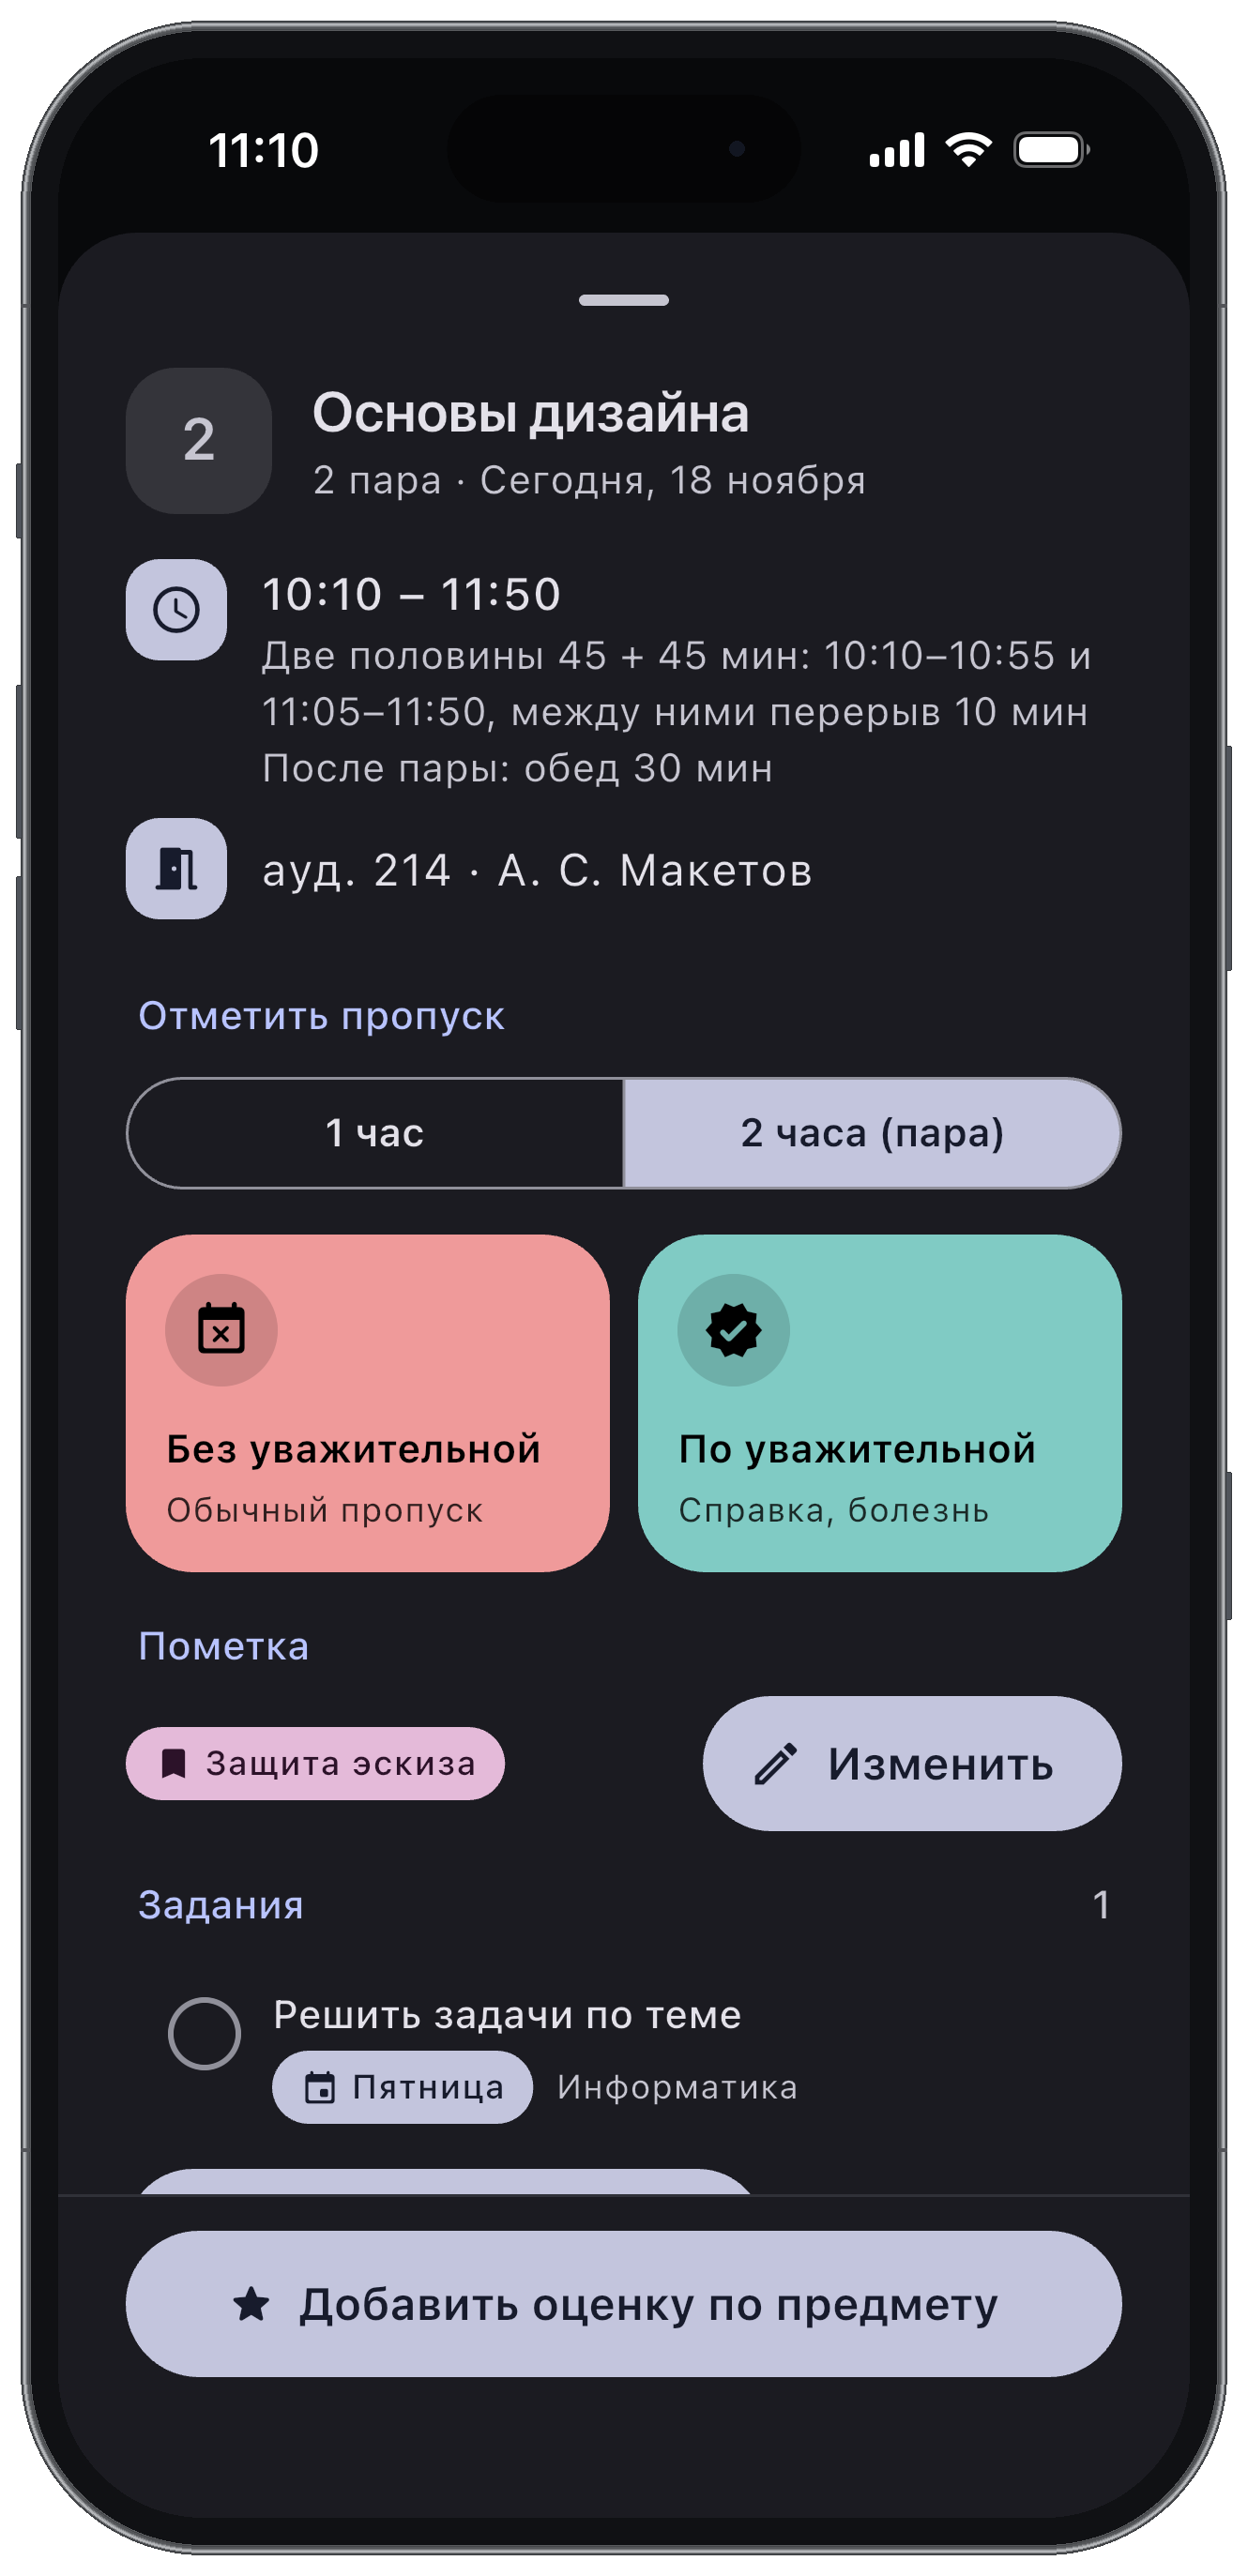 11:10
2
Основы дизайна
2 пара · Сегодня, 18 ноября
10:10 – 11:50
Две половины 45 + 45 мин: 10:10–10:55 и
11:05–11:50, между ними перерыв 10 мин
После пары: обед 30 мин
ауд. 214 · А. С. Макетов
Отметить пропуск
1 час
2 часа (пара)
Без уважительной
Обычный пропуск
По уважительной
Справка, болезнь
Пометка
Защита эскиза
Изменить
Задания
1
Решить задачи по теме
Пятница
Информатика
Добавить оценку по предмету